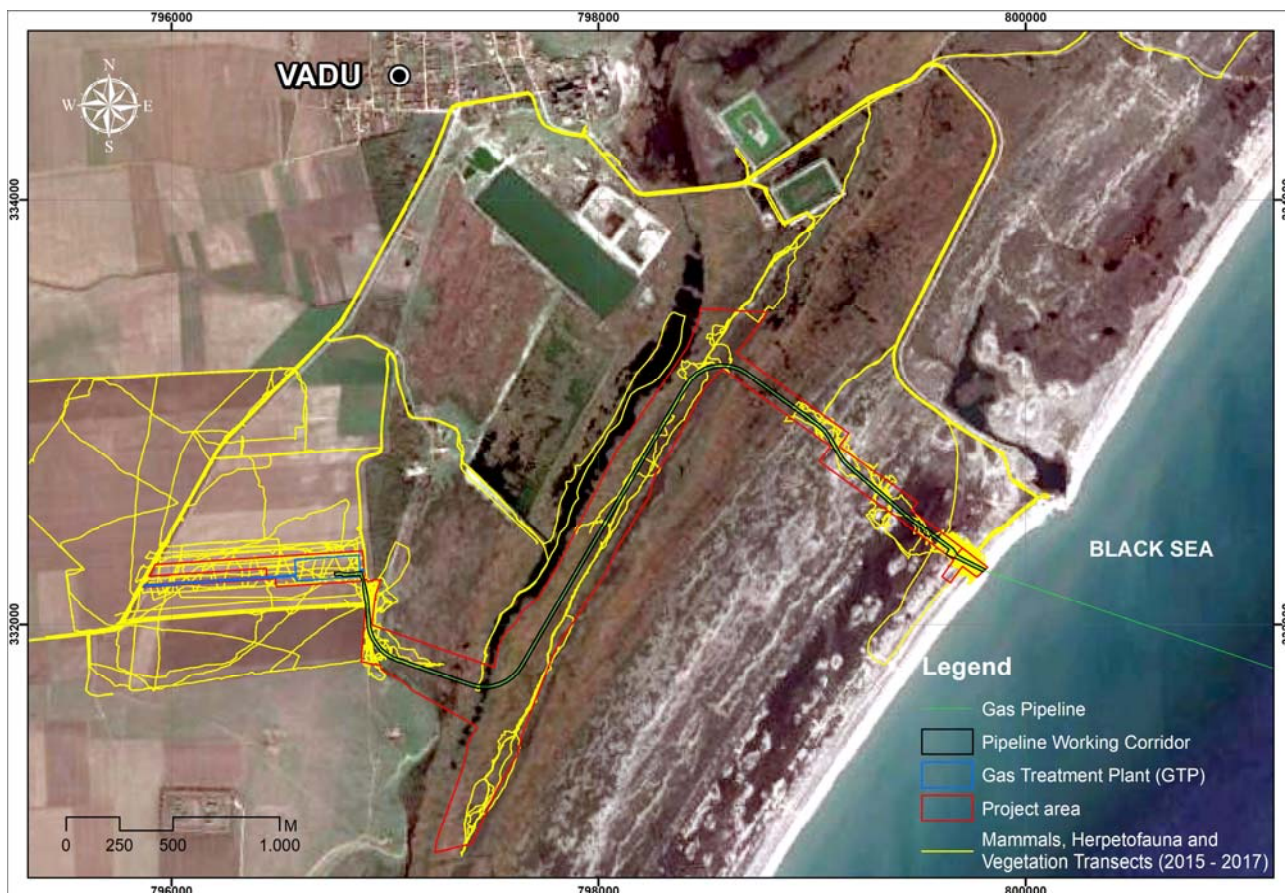 796000 798000 800000
VADU
N
W E
S
334000
BLACK SEA
332000
Legend
Gas Pipeline
Pipeline Working Corridor
Gas Treatment Plant (GTP)
Project area
Mammals, Herpetofauna and
Vegetation Transects (2015 - 2017)
M
0 250 500 1.000
796000 798000 800000